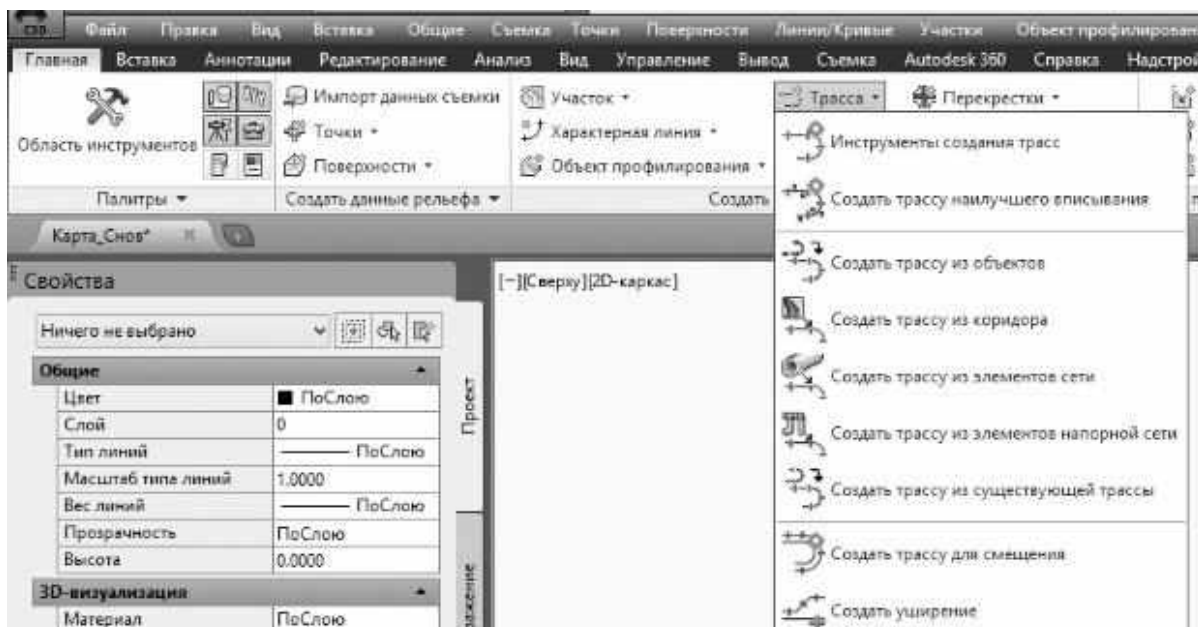 Файл Правка Вид Вставка Общие Съемка Точки Поверхности Линии/Кривые Участки Объект профилирован
Главная Вставка Аннотации Редактирование Анализ Вид Управление Вывод Съемка Autodesk 360 Справка Надстрой
Импорт данных съемки Участок Трасса Перекрестки
Точки Характерная линия
Область инструментов
Поверхности Объект профилирования
Палитры Создать данные рельефа Создать
Инструменты создания трасс
Создать трассу наилучшего вписывания
Создать трассу из объектов
Создать трассу из коридора
Создать трассу из элементов сети
Создать трассу из элементов напорной сети
Создать трассу из существующей трассы
Создать трассу для смещения
Создать уширение
Карта_Снов*
Свойства
[−][Сверху][2D-каркас]
Ничего не выбрано
Общие
Цвет ПоСлою
Слой 0
Тип линий ПоСлою
Масштаб типа линий 1.0000
Вес линий ПоСлою
Прозрачность ПоСлою
Высота 0.0000
3D-визуализация
Материал ПоСлою
Проект
ражение